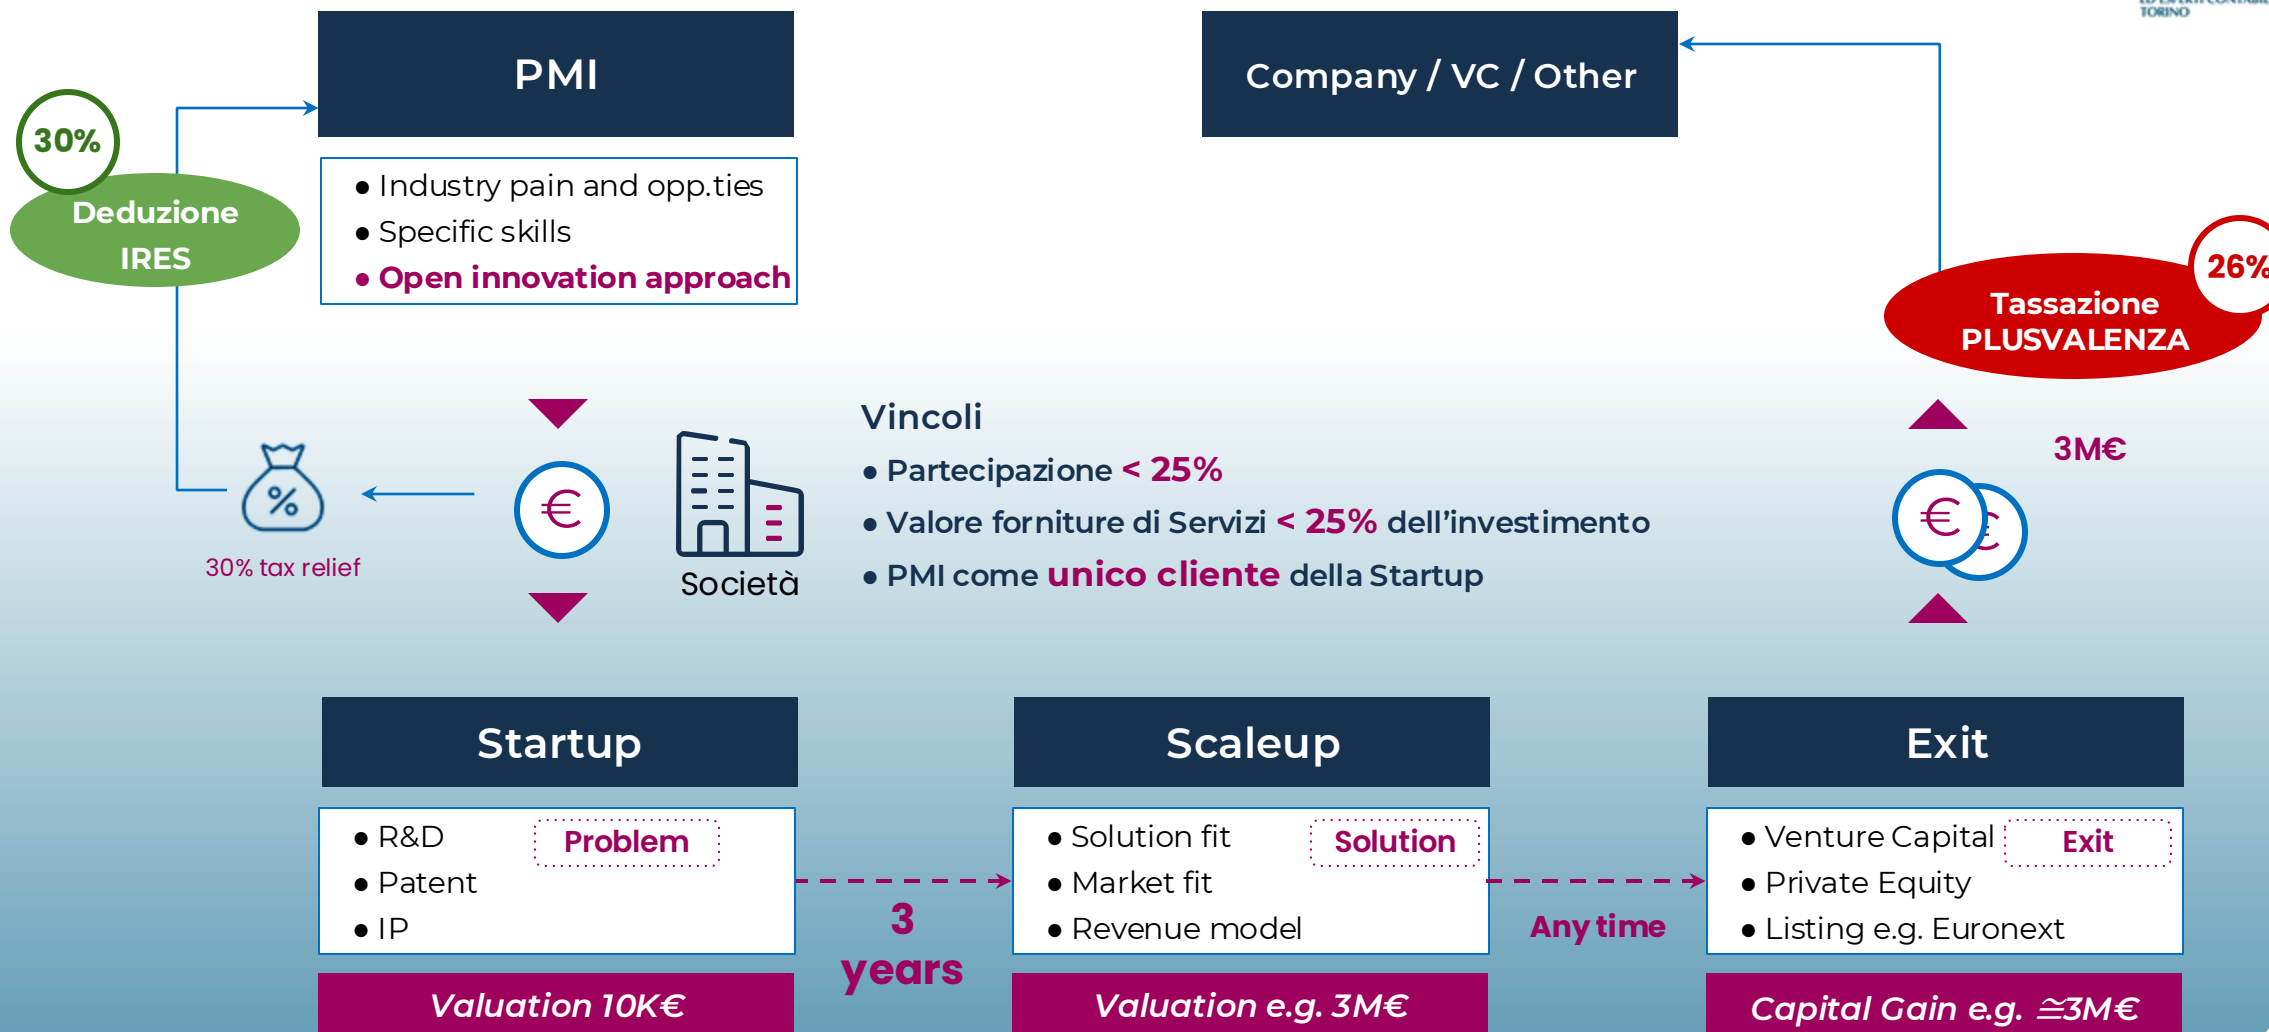 TORINO
PMI
Company / VC / Other
30%
Deduzione
IRES
● Industry pain and opp.ties
● Specific skills
● Open innovation approach
26%
Tassazione
PLUSVALENZA
Vincoli
● Partecipazione < 25%
● Valore forniture di Servizi < 25% dell'investimento
● PMI come unico cliente della Startup
%
30% tax relief
€
Società
3M€
€
€
Startup
● R&D
● Patent
● IP
Problem
Valuation 10K€
3
years
Scaleup
● Solution fit
● Market fit
● Revenue model
Solution
Valuation e.g. 3M€
Any time
Exit
● Venture Capital
● Private Equity
● Listing e.g. Euronext
Exit
Capital Gain e.g. ≅3M€